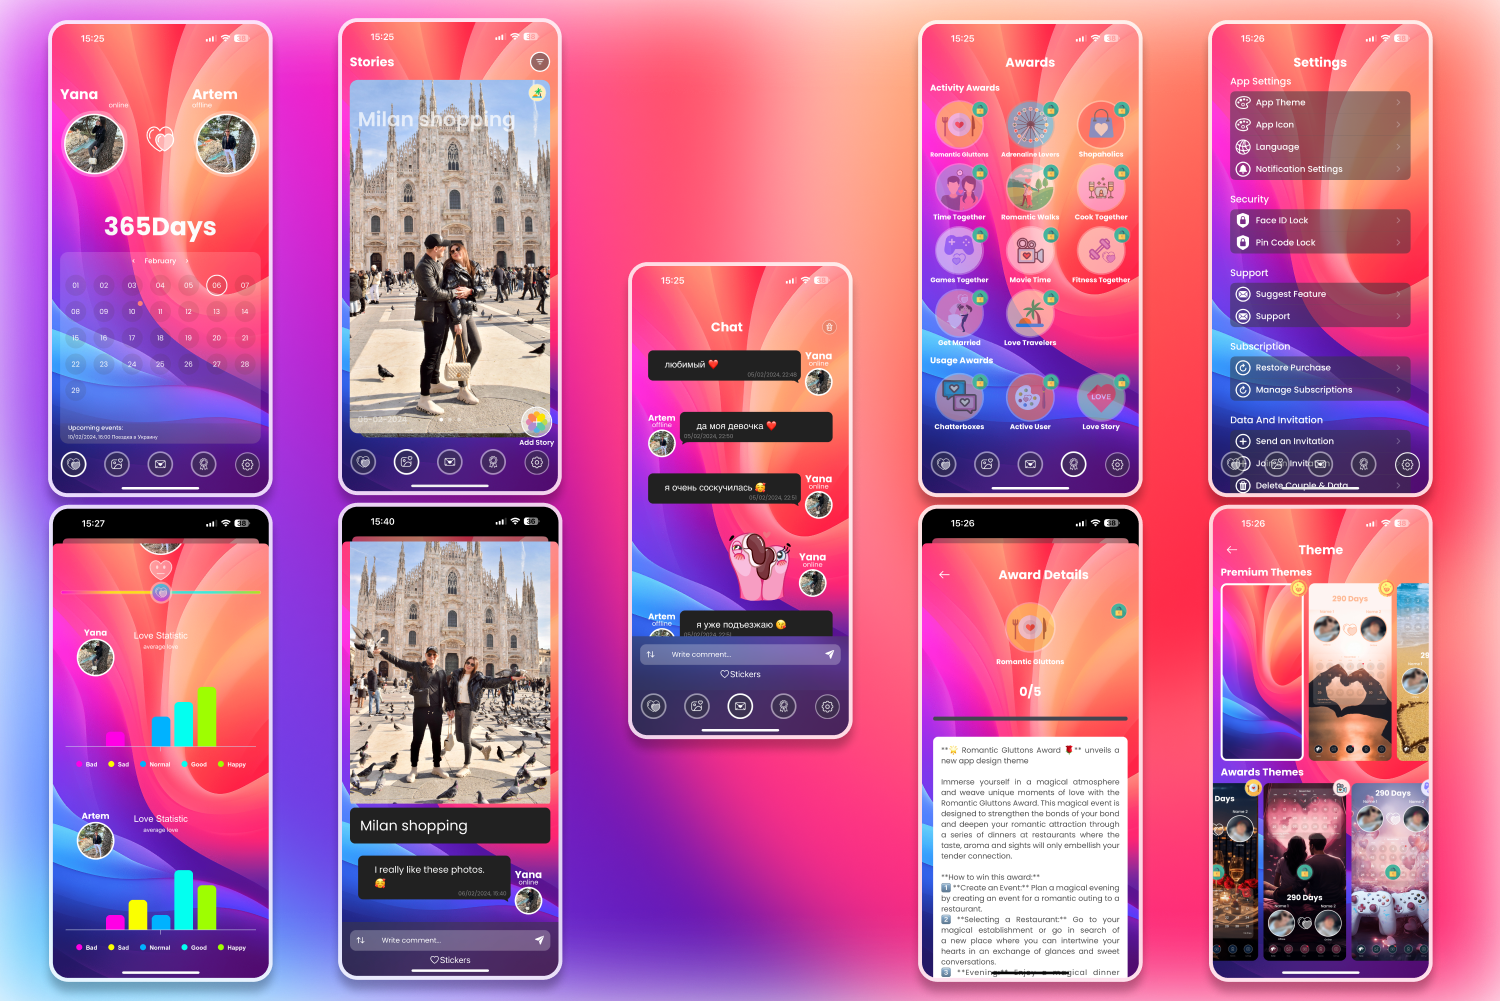 15:25
Yana
online
Artem
offline
365Days
‹ February ›
01 02 03 04 05 06 07
08 09 10 11 12 13 14
15 16 17 18 19 20 21
22 23 24 25 26 27 28
29
Upcoming events:
10/02/2024, 16:00 Поездка в Украину
15:25
Stories
Milan shopping
Add Story
15:25
Chat
любимый ❤️
05/02/2024, 22:48
Yana
online
Artem
offline
да моя девочка ❤️
05/02/2024, 22:50
я очень соскучилась 🥰
05/02/2024, 22:51
Yana
online
Yana
online
Artem
offline
я уже подъезжаю 😘
05/02/2024, 22:51
Write comment...
Stickers
15:25
Awards
Activity Awards
Romantic Gluttons
Adrenaline Lovers
Shopaholics
Time Together
Romantic Walks
Cook Together
Games Together
Movie Time
Fitness Together
Get Married
Love Travelers
Usage Awards
LOVE
Chatterboxes
Active User
Love Story
15:26
Settings
App Settings
App Theme
App Icon
Language
Notification Settings
Security
Face ID Lock
Pin Code Lock
Support
Suggest Feature
Support
Subscription
Restore Purchase
Manage Subscriptions
Data And Invitation
Send an Invitation
Delete Couple & Data
15:27
Yana
Love Statistic
average love
Bad Sad Normal Good Happy
Artem
Love Statistic
average love
Bad Sad Normal Good Happy
15:40
Milan shopping
I really like these photos.
🥰
06/02/2024, 15:40
Yana
online
Write comment...
Stickers
15:26
Award Details
Romantic Gluttons
0/5
** Romantic Gluttons Award 🌹** unveils a
new app design theme
Immerse yourself in a magical atmosphere
and weave unique moments of love with the
Romantic Gluttons Award. This magical event is
designed to strengthen the bonds of your bond
and deepen your romantic attraction through
a series of dinners at restaurants where the
taste, aroma and sights will only embellish your
tender connection.
**How to win this award:**
1 **Create an Event:** Plan a magical evening
by creating an event for a romantic outing to a
restaurant.
2 **Selecting a Restaurant:** Go to your
magical establishment or go in search of
a new place where you can intertwine your
hearts in an exchange of glances and sweet
conversations.
3 **Evening:** Enjoy a magical dinner
15:26
Theme
Premium Themes
290 Days
Awards Themes
Days
290 Days
Name 1
Name 2
290 Days